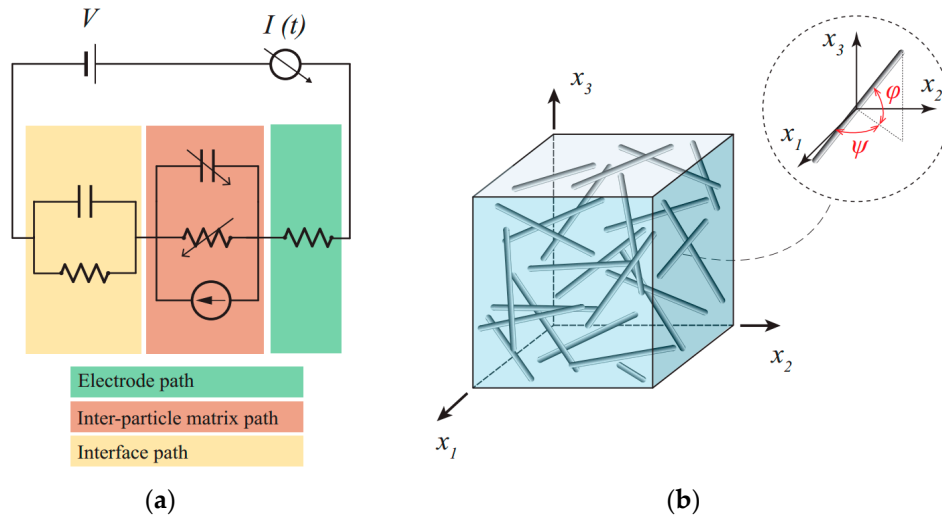 V
I (t)
Electrode path
Inter-particle matrix path
Interface path
(a)
x3
x2
x1
x3
φ
x2
x1
ψ
(b)